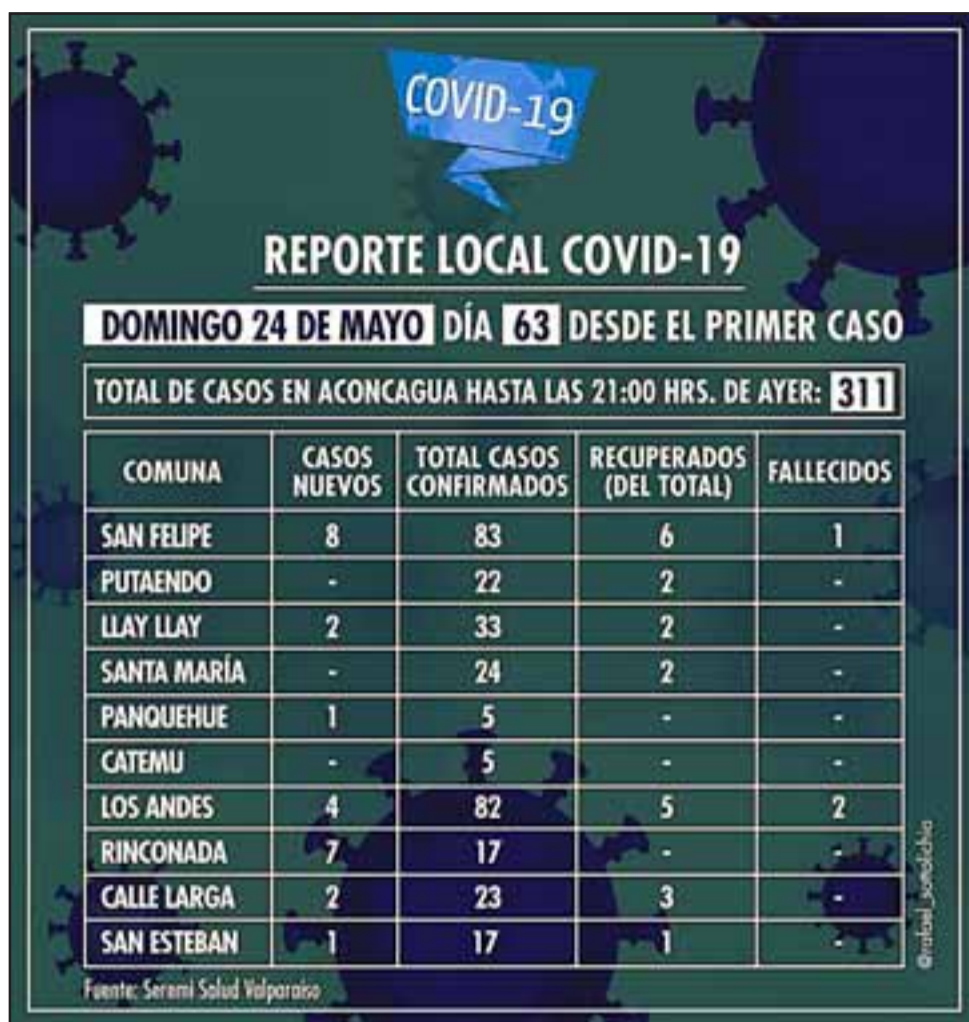 COVID-19
REPORTE LOCAL COVID-19
DOMINGO 24 DE MAYO DÍA 63 DESDE EL PRIMER CASO
TOTAL DE CASOS EN ACONCAGUA HASTA LAS 21:00 HRS. DE AYER: 311
COMUNA CASOS NUEVOS TOTAL CASOS CONFIRMADOS RECUPERADOS (DEL TOTAL) FALLECIDOS
SAN FELIPE 8 83 6 1
PUTAENDO - 22 2 -
LLAY LLAY 2 33 2 -
SANTA MARÍA - 24 2 -
PANQUEHUE 1 5 - -
CATEMU - 5 - -
LOS ANDES 4 82 5 2
RINCONADA 7 17 - -
CALLE LARGA 2 23 3 -
SAN ESTEBAN 1 17 1 -
Fuente: Seremi Salud Valparaíso